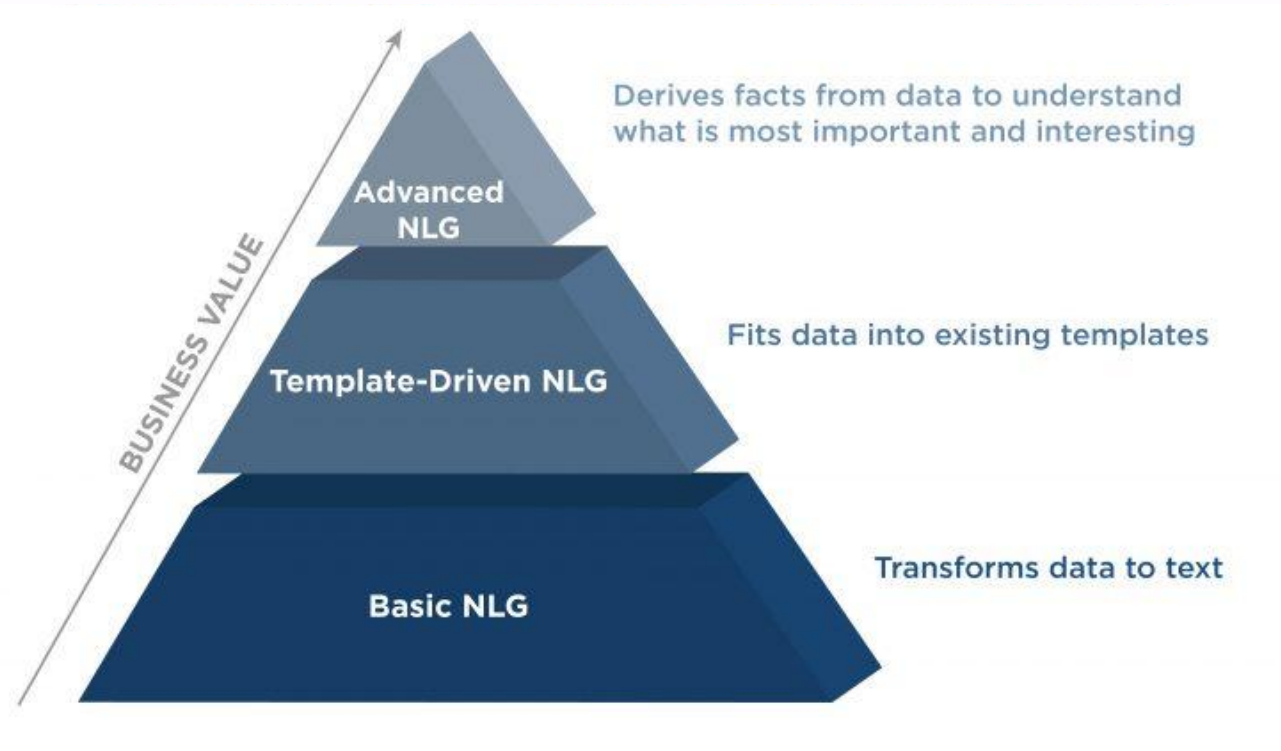 Derives facts from data to understand
what is most important and interesting
Advanced
NLG
BUSINESS VALUE
Fits data into existing templates
Template-Driven NLG
Transforms data to text
Basic NLG